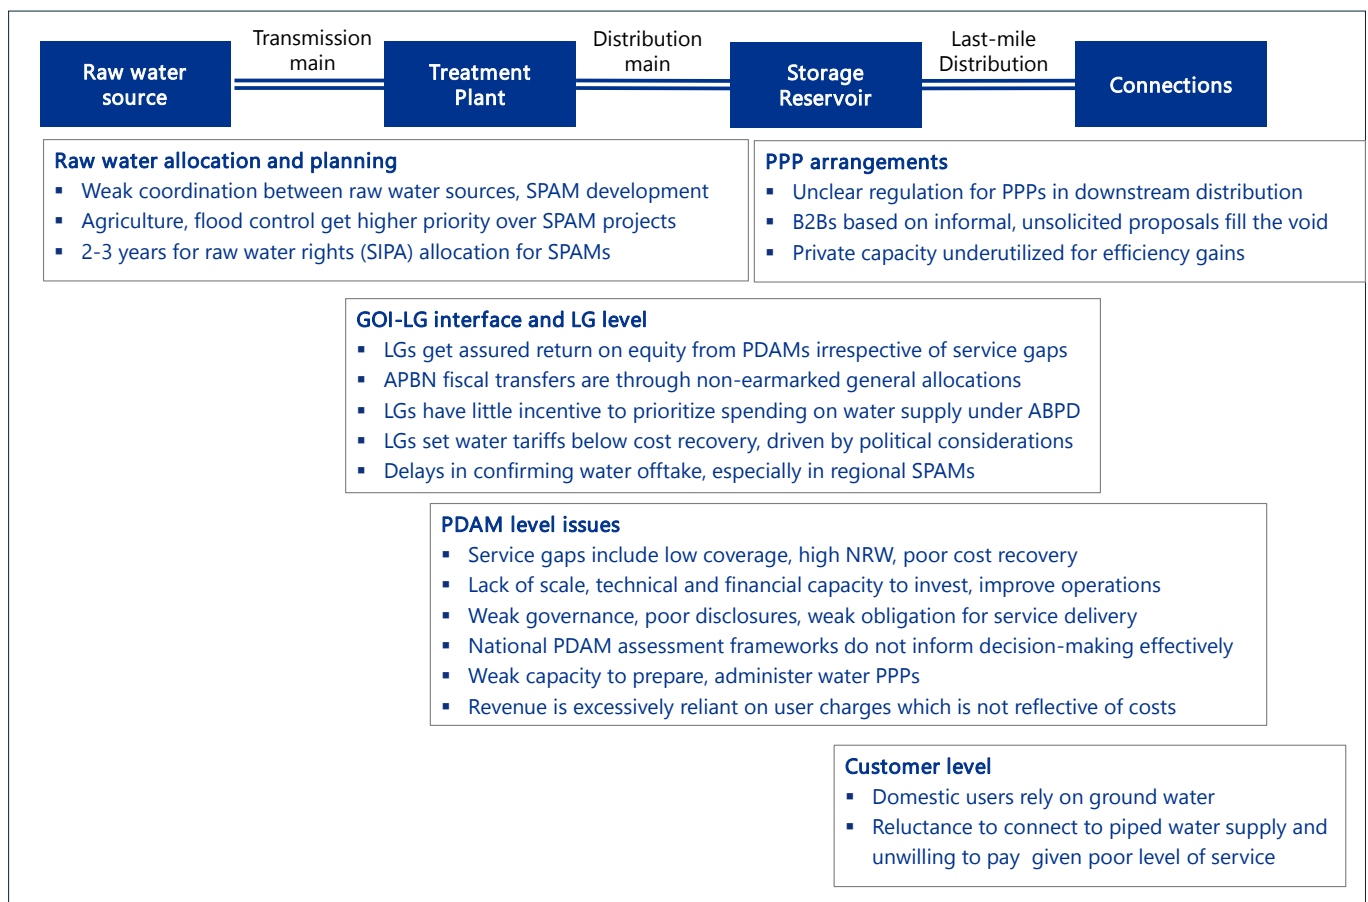 Raw water
source
Transmission
main
Treatment
Plant
Distribution
main
Storage
Reservoir
Last-mile
Distribution
Connections
Raw water allocation and planning
▪ Weak coordination between raw water sources, SPAM development
▪ Agriculture, flood control get higher priority over SPAM projects
▪ 2-3 years for raw water rights (SIPA) allocation for SPAMs
PPP arrangements
▪ Unclear regulation for PPPs in downstream distribution
▪ B2Bs based on informal, unsolicited proposals fill the void
▪ Private capacity underutilized for efficiency gains
GOI-LG interface and LG level
▪ LGs get assured return on equity from PDAMs irrespective of service gaps
▪ APBN fiscal transfers are through non-earmarked general allocations
▪ LGs have little incentive to prioritize spending on water supply under ABPD
▪ LGs set water tariffs below cost recovery, driven by political considerations
▪ Delays in confirming water offtake, especially in regional SPAMs
PDAM level issues
▪ Service gaps include low coverage, high NRW, poor cost recovery
▪ Lack of scale, technical and financial capacity to invest, improve operations
▪ Weak governance, poor disclosures, weak obligation for service delivery
▪ National PDAM assessment frameworks do not inform decision-making effectively
▪ Weak capacity to prepare, administer water PPPs
▪ Revenue is excessively reliant on user charges which is not reflective of costs
Customer level
▪ Domestic users rely on ground water
▪ Reluctance to connect to piped water supply and
unwilling to pay given poor level of service